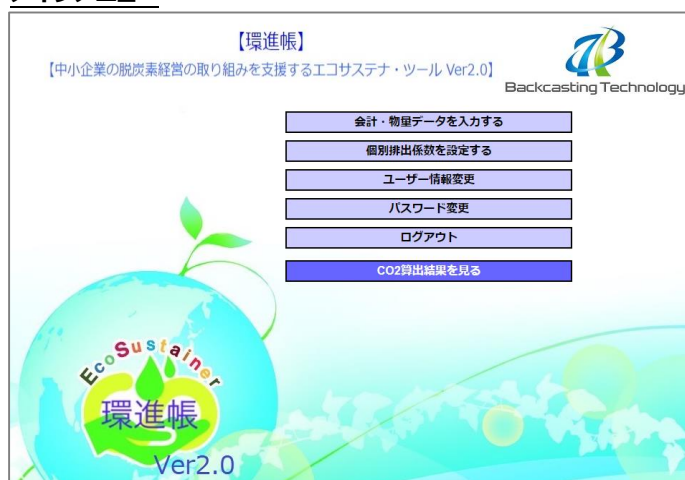 【環進帳】
【中小企業の脱炭素経営の取り組みを支援するエコサステナ・ツール Ver2.0】
Backcasting Technology
会計・物量データを入力する
個別排出係数を設定する
ユーザー情報変更
パスワード変更
ログアウト
CO2算出結果を見る
EcoSustainer
環進帳
Ver2.0